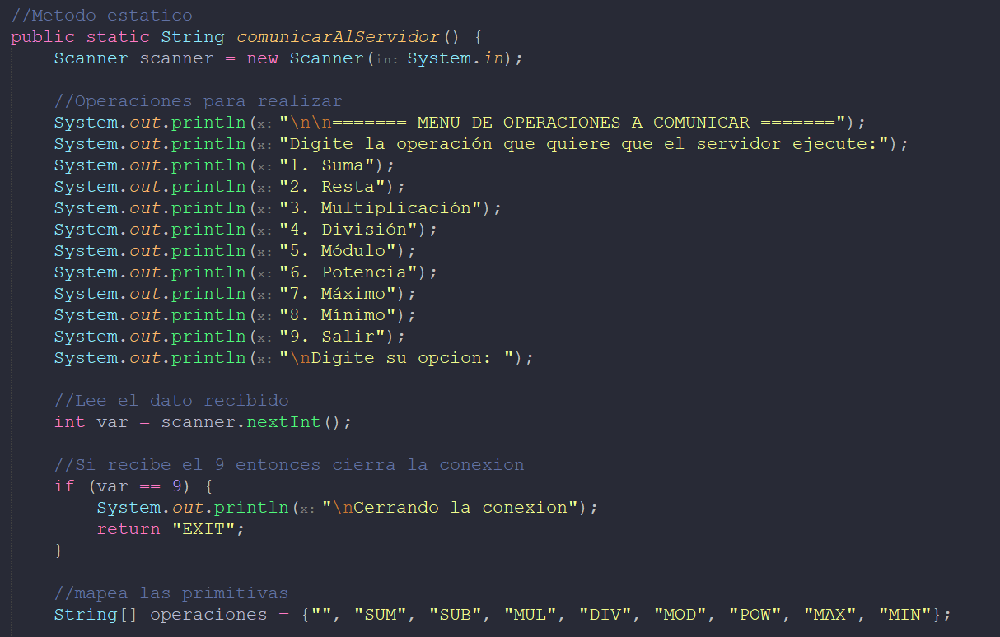 //Metodo estatico
public static String comunicarAlServidor() {
    Scanner scanner = new Scanner(in: System.in);

    //Operaciones para realizar
    System.out.println(x: "\n\n======= MENU DE OPERACIONES A COMUNICAR =======");
    System.out.println(x: "Digite la operación que quiere que el servidor ejecute:");
    System.out.println(x: "1. Suma");
    System.out.println(x: "2. Resta");
    System.out.println(x: "3. Multiplicación");
    System.out.println(x: "4. División");
    System.out.println(x: "5. Módulo");
    System.out.println(x: "6. Potencia");
    System.out.println(x: "7. Máximo");
    System.out.println(x: "8. Mínimo");
    System.out.println(x: "9. Salir");
    System.out.println(x: "\nDigite su opcion: ");

    //Lee el dato recibido
    int var = scanner.nextInt();

    //Si recibe el 9 entonces cierra la conexion
    if (var == 9) {
        System.out.println(x: "\nCerrando la conexion");
        return "EXIT";
    }

    //mapea las primitivas
    String[] operaciones = {"", "SUM", "SUB", "MUL", "DIV", "MOD", "POW", "MAX", "MIN"};